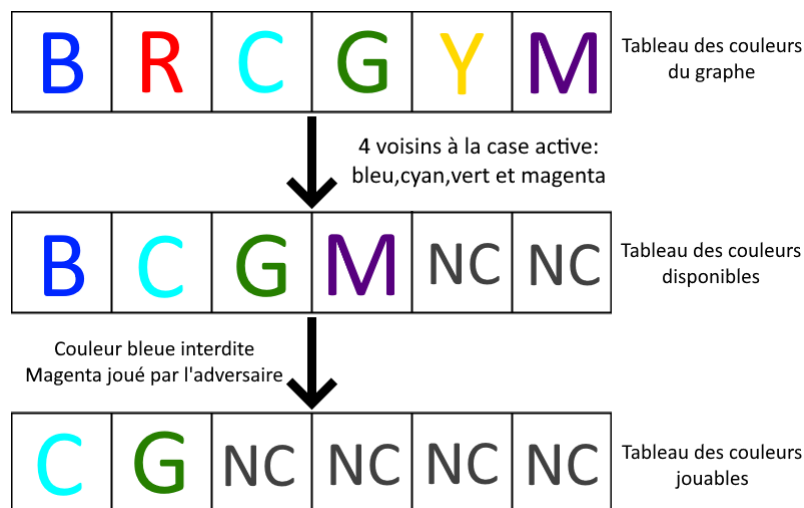 B R C G Y M
Tableau des couleurs
du graphe
4 voisins à la case active:
bleu,cyan,vert et magenta
B C G M NC NC
Tableau des couleurs
disponibles
Couleur bleue interdite
Magenta joué par l'adversaire
C G NC NC NC NC
Tableau des couleurs
jouables